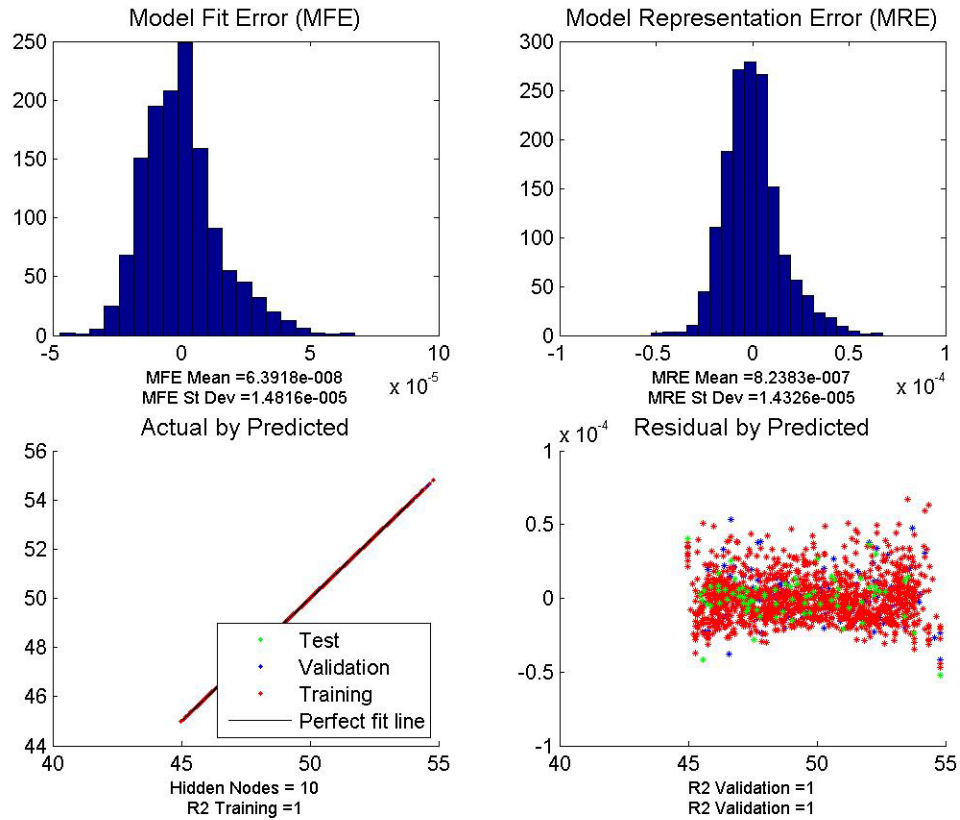 Model Fit Error (MFE)
250
200
150
100
50
0
-5
0
5
10
x 10-5
MFE Mean =6.3918e-008
MFE St Dev =1.4816e-005
Model Representation Error (MRE)
300
250
200
150
100
50
0
-1
-0.5
0
0.5
1
x 10-4
MRE Mean =8.2383e-007
MRE St Dev =1.4326e-005
Actual by Predicted
56
54
52
50
48
46
44
Test
Validation
Training
Perfect fit line
40
45
50
55
Hidden Nodes = 10
R2 Training =1
x 10-4
Residual by Predicted
1
0.5
0
-0.5
-1
40
45
50
55
R2 Validation =1
R2 Validation =1